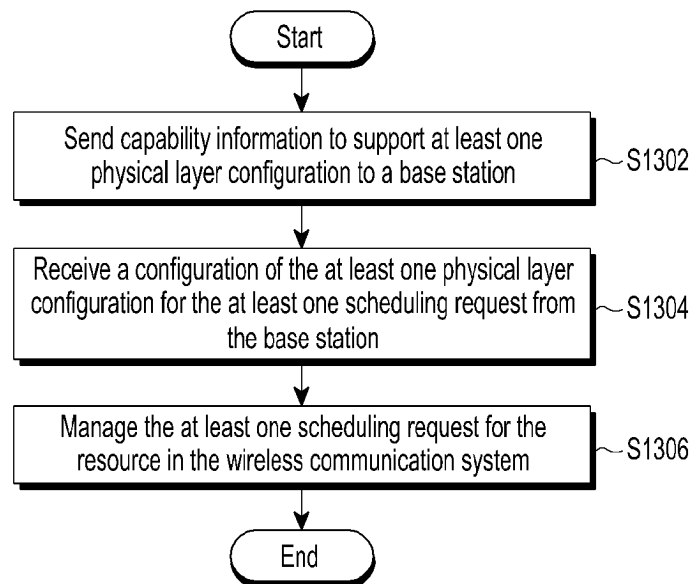 Start
Send capability information to support at least one
physical layer configuration to a base station
S1302
Receive a configuration of the at least one physical layer
configuration for the at least one scheduling request from
the base station
S1304
Manage the at least one scheduling request for the
resource in the wireless communication system
S1306
End